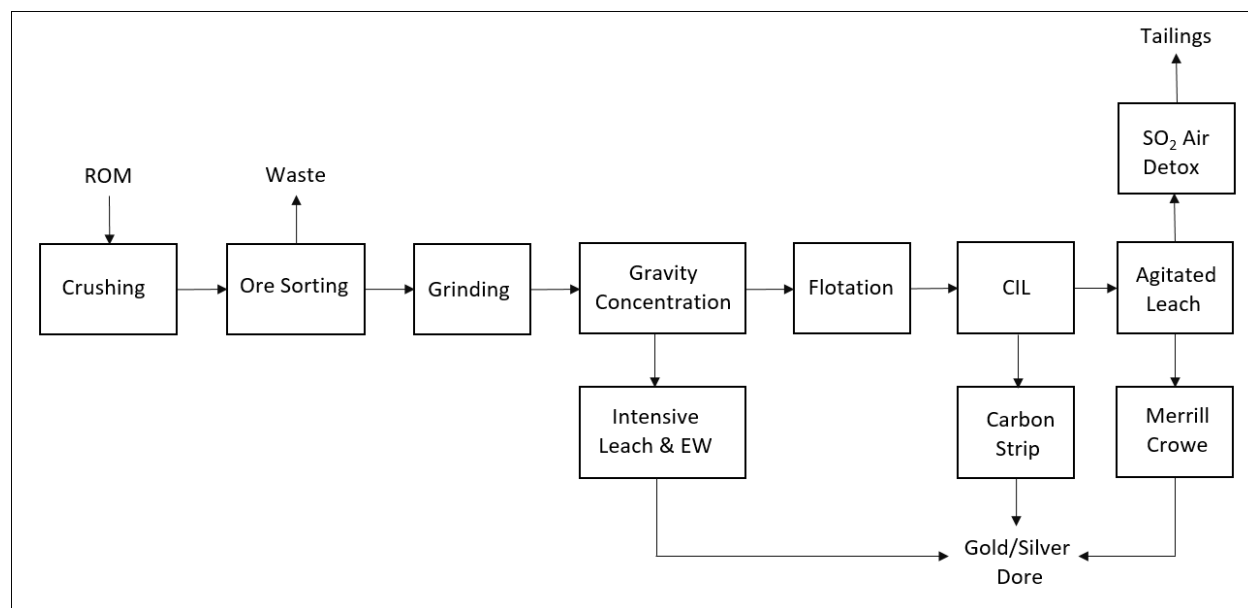 Tailings
SO₂ Air
Detox
ROM
Waste
Crushing
Ore Sorting
Grinding
Gravity
Concentration
Flotation
CIL
Agitated
Leach
Intensive
Leach & EW
Carbon
Strip
Merrill
Crowe
Gold/Silver
Dore